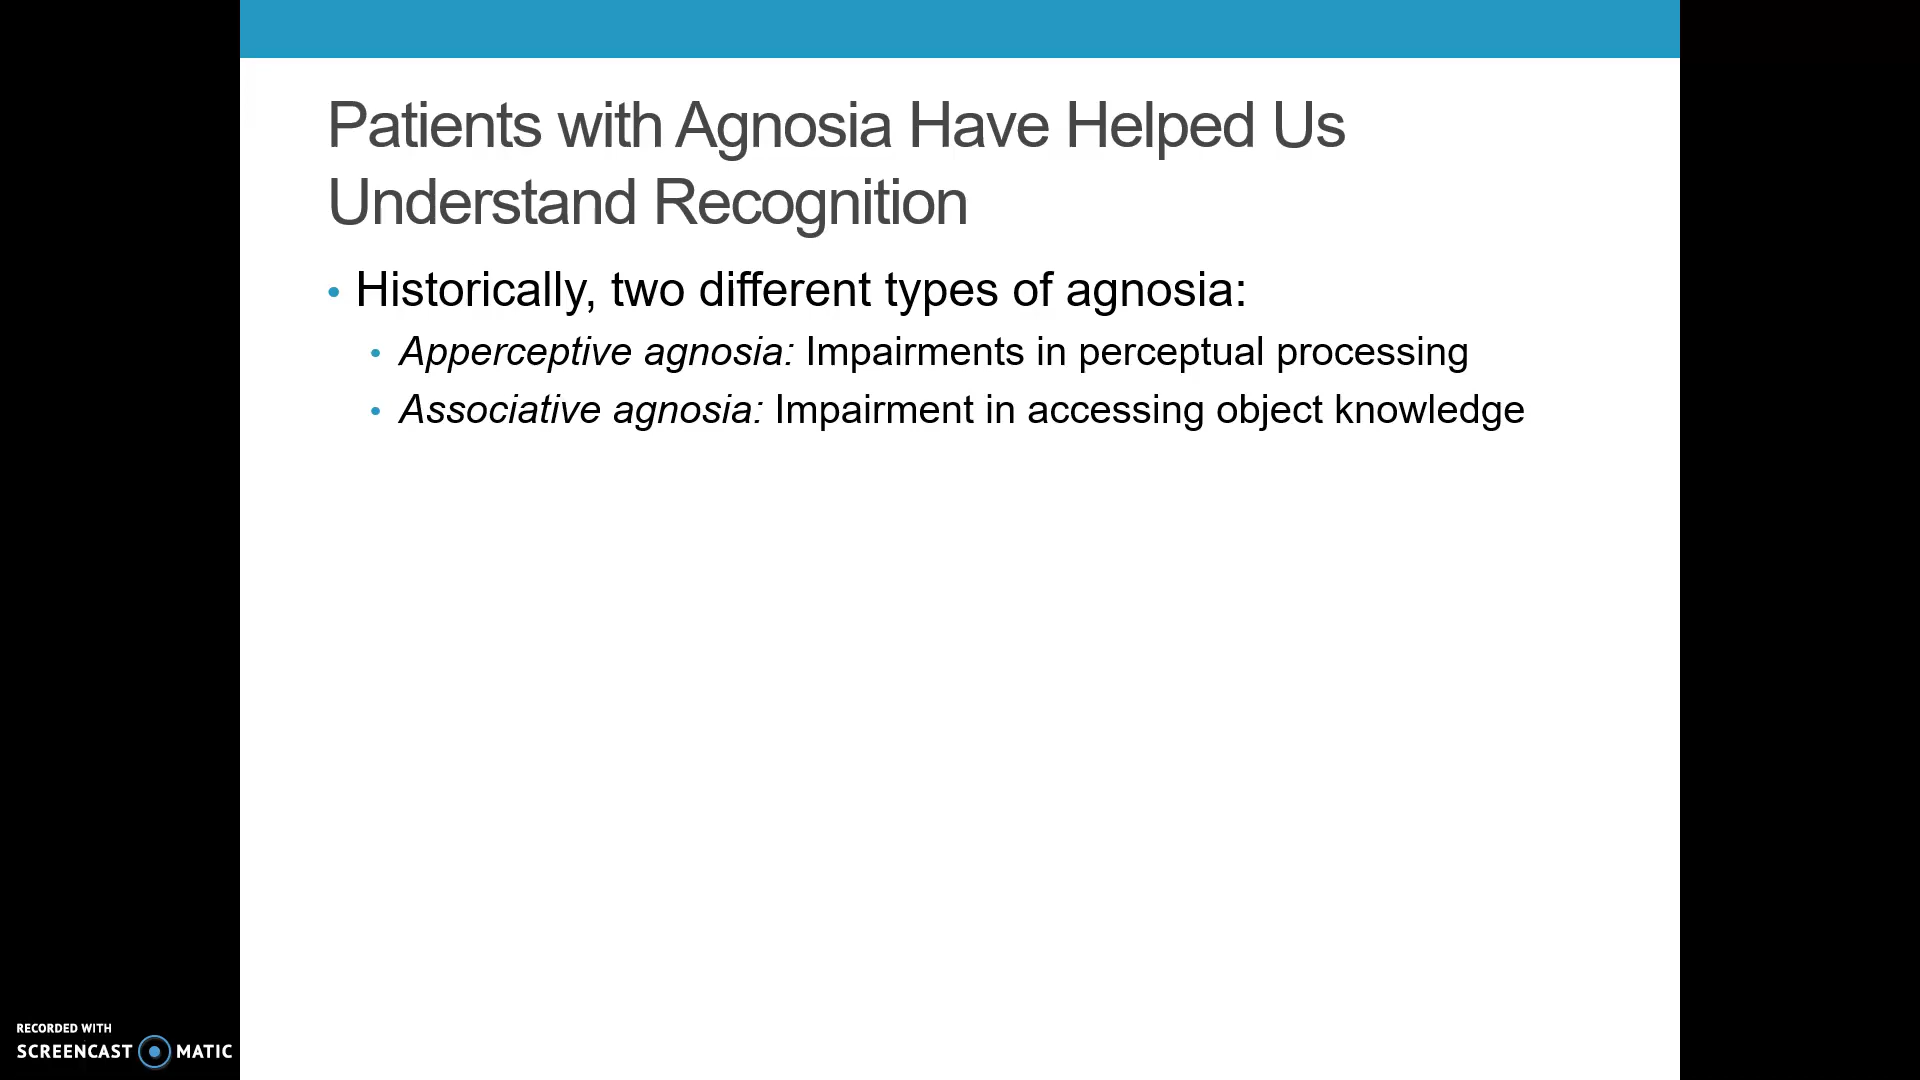 Patients with Agnosia Have Helped Us
Understand Recognition
• Historically, two different types of agnosia:
• Apperceptive agnosia: Impairments in perceptual processing
• Associative agnosia: Impairment in accessing object knowledge
RECORDED WITH
SCREENCAST MATIC